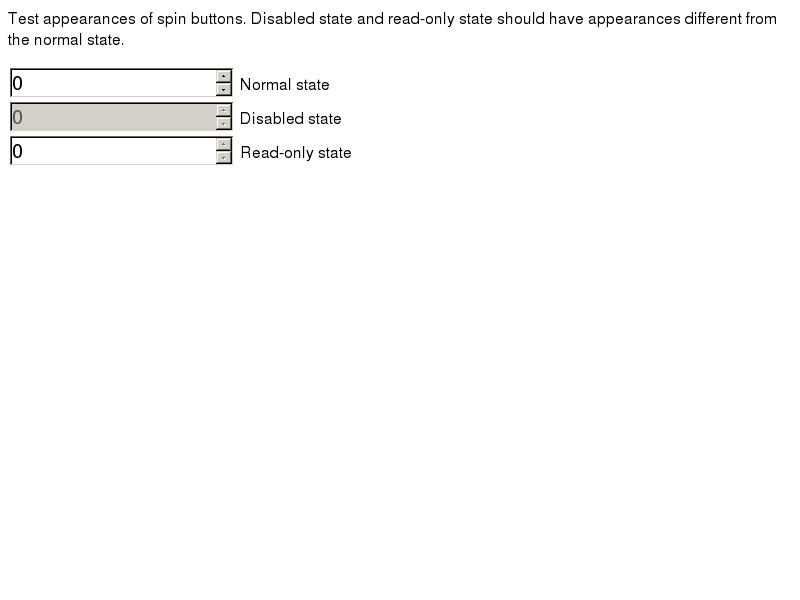 Test appearances of spin buttons. Disabled state and read-only state should have appearances different from
the normal state.
0 Normal state
0 Disabled state
0 Read-only state